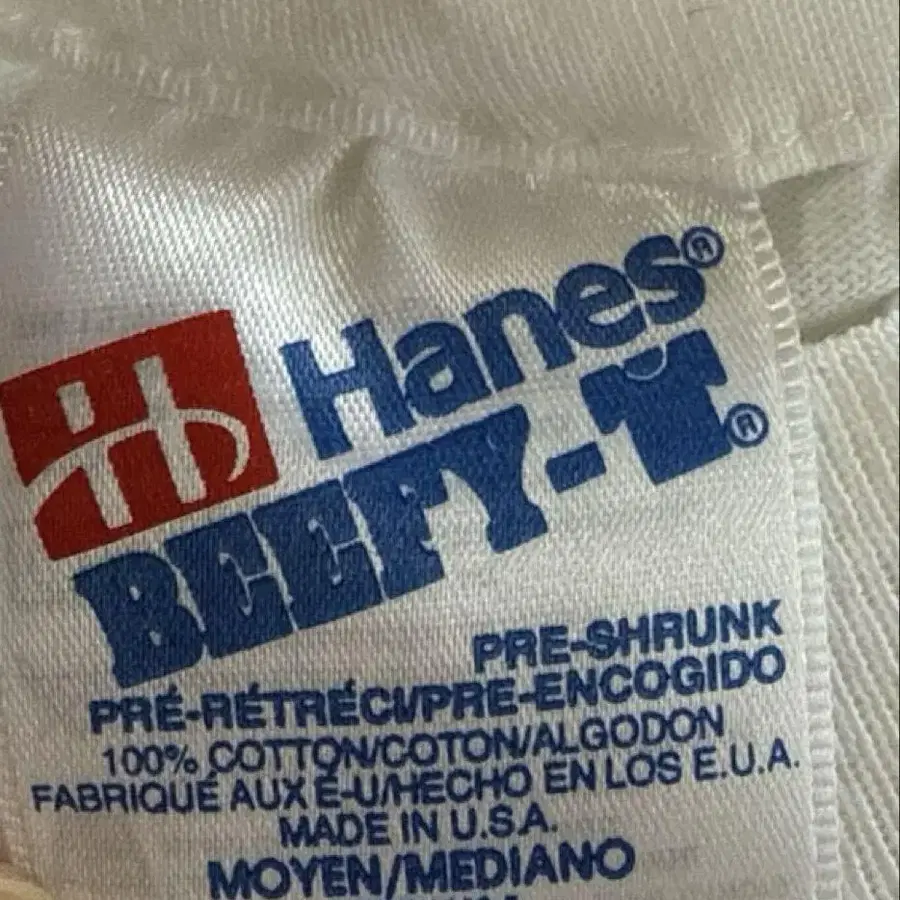 Hanes®
BEEFY-T®
PRE-SHRUNK
PRÉ-RÉTRÉCI/PRE-ENCOGIDO
100% COTTON/COTON/ALGODON
FABRIQUÉ AUX É-U/HECHO EN LOS E.U.A.
MADE IN U.S.A.
MOYEN/MEDIANO